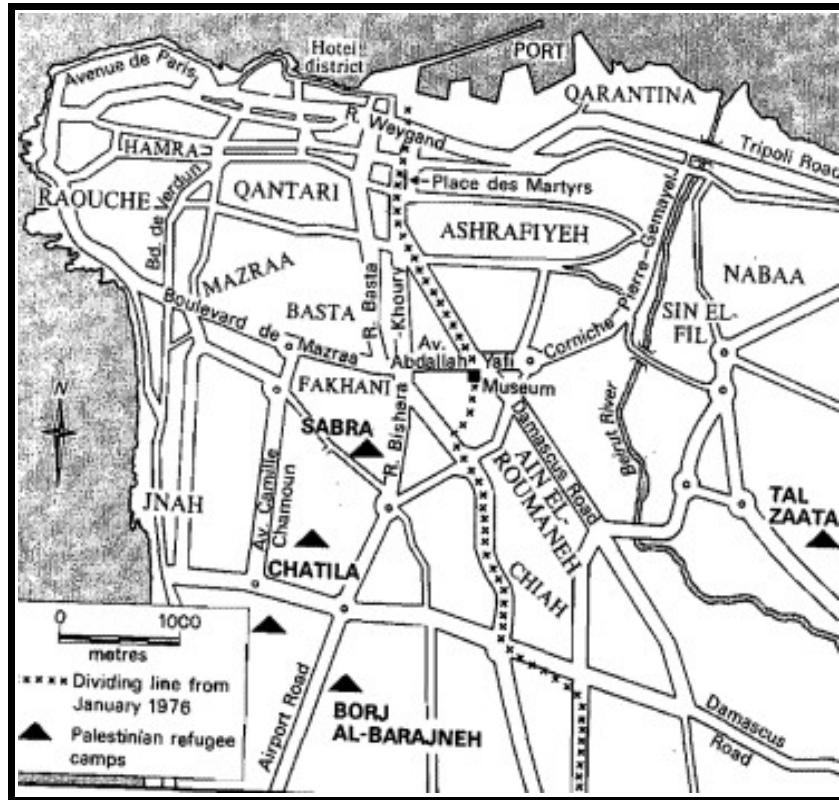 Hotel
district
PORT
Avenue de Paris
QARANTINA
R. Weygand
Tripoli Road
HAMRA
Place des Martyrs
RAOUCHE
Bd. de Verdun
QANTARI
ASHRAFIYEH
Corniche-Pierre-Gemayel
NABAA
MAZRAA
BASTA
R. Basta
Khoury
SIN EL-
FIL
Boulevard de Mazraa
Av.
Abdallah Yafi
Museum
FAKHANI
N
SABRA
R. Bishara
Damascus Road
Beirut River
AIN EL-
ROUMANEH
JNAH
Av. Camille
Chamoun
TAL
ZAATA
CHATILA
CHIAH
0 1000
metres
Dividing line from
January 1976
Palestinian refugee
camps
Airport Road
BORJ
AL-BARAJNEH
Damascus
Road